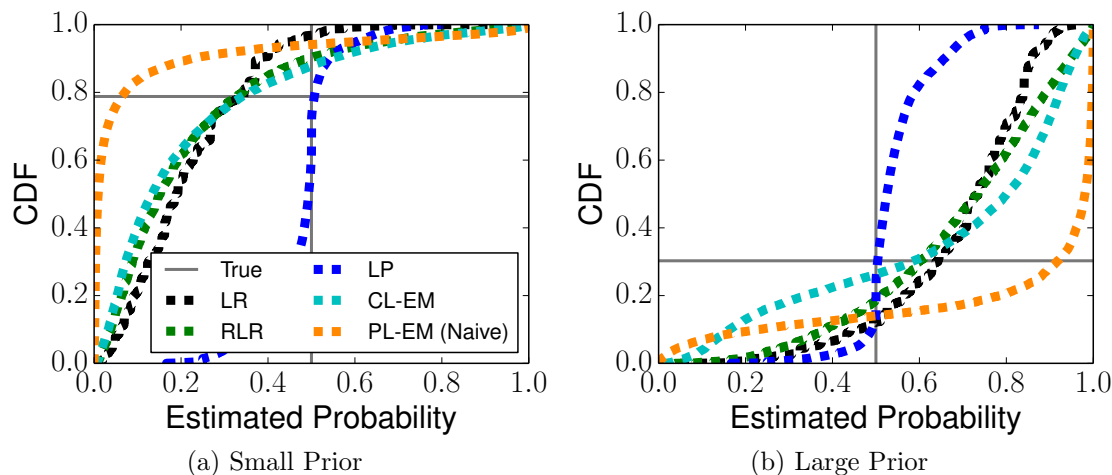 1.0
0.8
0.6
0.4
0.2
0.0
CDF
True
LR
RLR
LP
CL-EM
PL-EM (Naive)
0.0 0.2 0.4 0.6 0.8 1.0
Estimated Probability
(a) Small Prior
1.0
0.8
0.6
0.4
0.2
0.0
CDF
0.0 0.2 0.4 0.6 0.8 1.0
Estimated Probability
(b) Large Prior